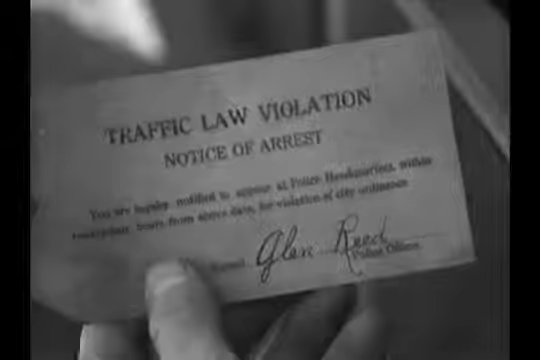 TRAFFIC LAW VIOLATION
NOTICE OF ARREST
You are hereby notified to appear at Police Headquarters, within
hours from above date, for violation of city ordinance
Signed Glen Reed
Police Officer